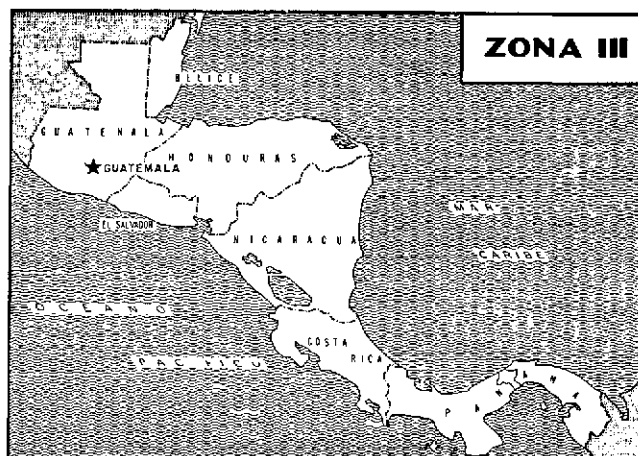 ZONA III
BELICE
GUATEMALA
HONDURAS
★GUATEMALA
EL SALVADOR
NICARAGUA
MAR
CARIBE
OCEANO
PACIFICO
COSTA
RICA
PANAMA